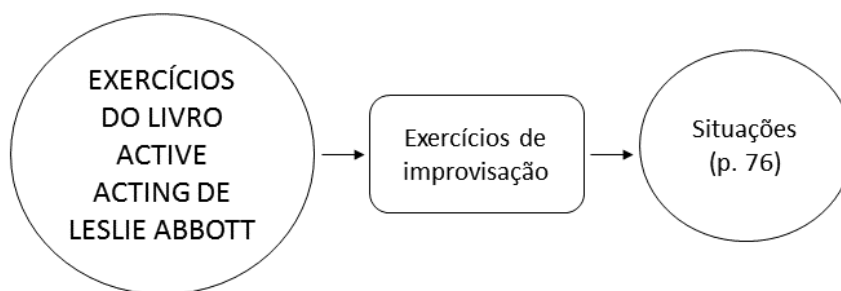 EXERCÍCIOS
DO LIVRO
ACTIVE
ACTING DE
LESLIE ABBOTT
Exercícios de
improvisação
Situações
(p. 76)